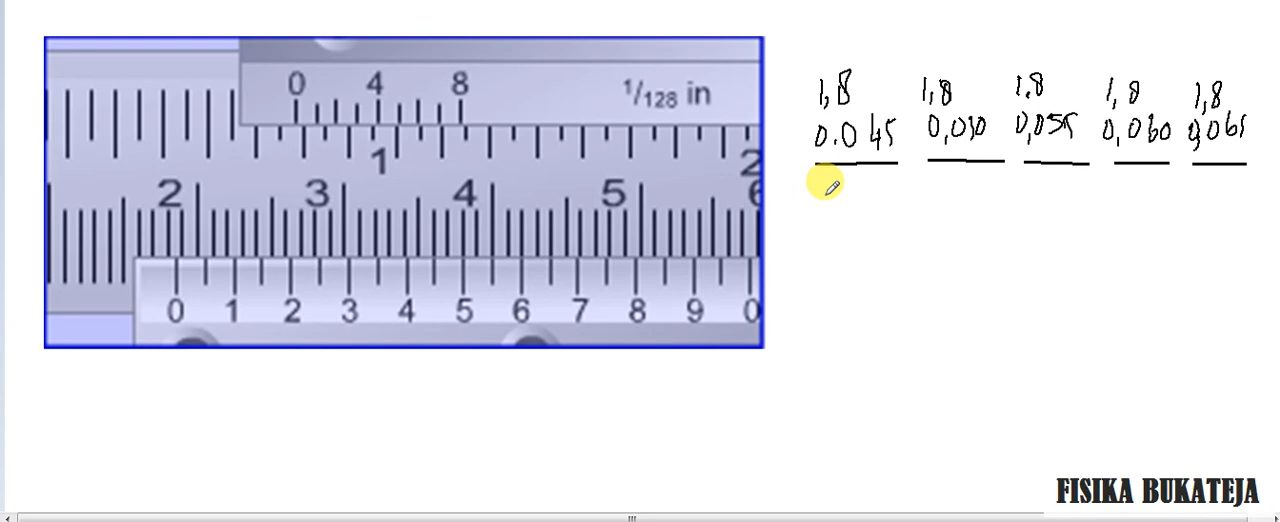 0 4 8 1/128 in
1 2
2 3 4 5 6
0 1 2 3 4 5 6 7 8 9 0
1,8 1,8 1.8 1,8 1,8
0.045 0,050 0,055 0,060 0,065
FISIKA BUKATEJA